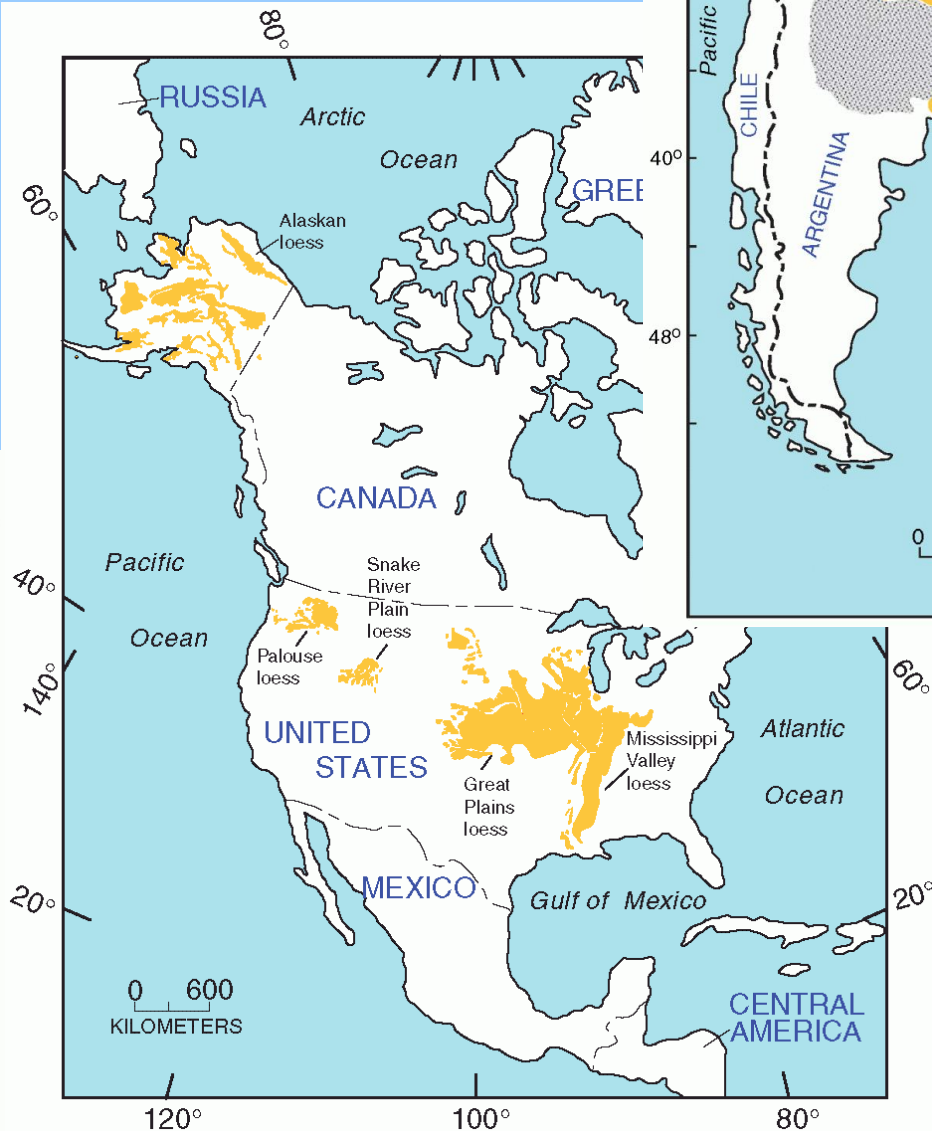 80°
RUSSIA
Arctic
Ocean
GREE
60°
Alaskan
loess
CANADA
Pacific
Ocean
40°
140°
Snake
River
Plain
loess
Palouse
loess
UNITED
STATES
Great
Plains
loess
Mississippi
Valley
loess
Atlantic
Ocean
60°
MEXICO
Gulf of Mexico
20°
20°
0 600
KILOMETERS
CENTRAL
AMERICA
120°
100°
80°
Pacific
CHILE
ARGENTINA
40°
48°
0